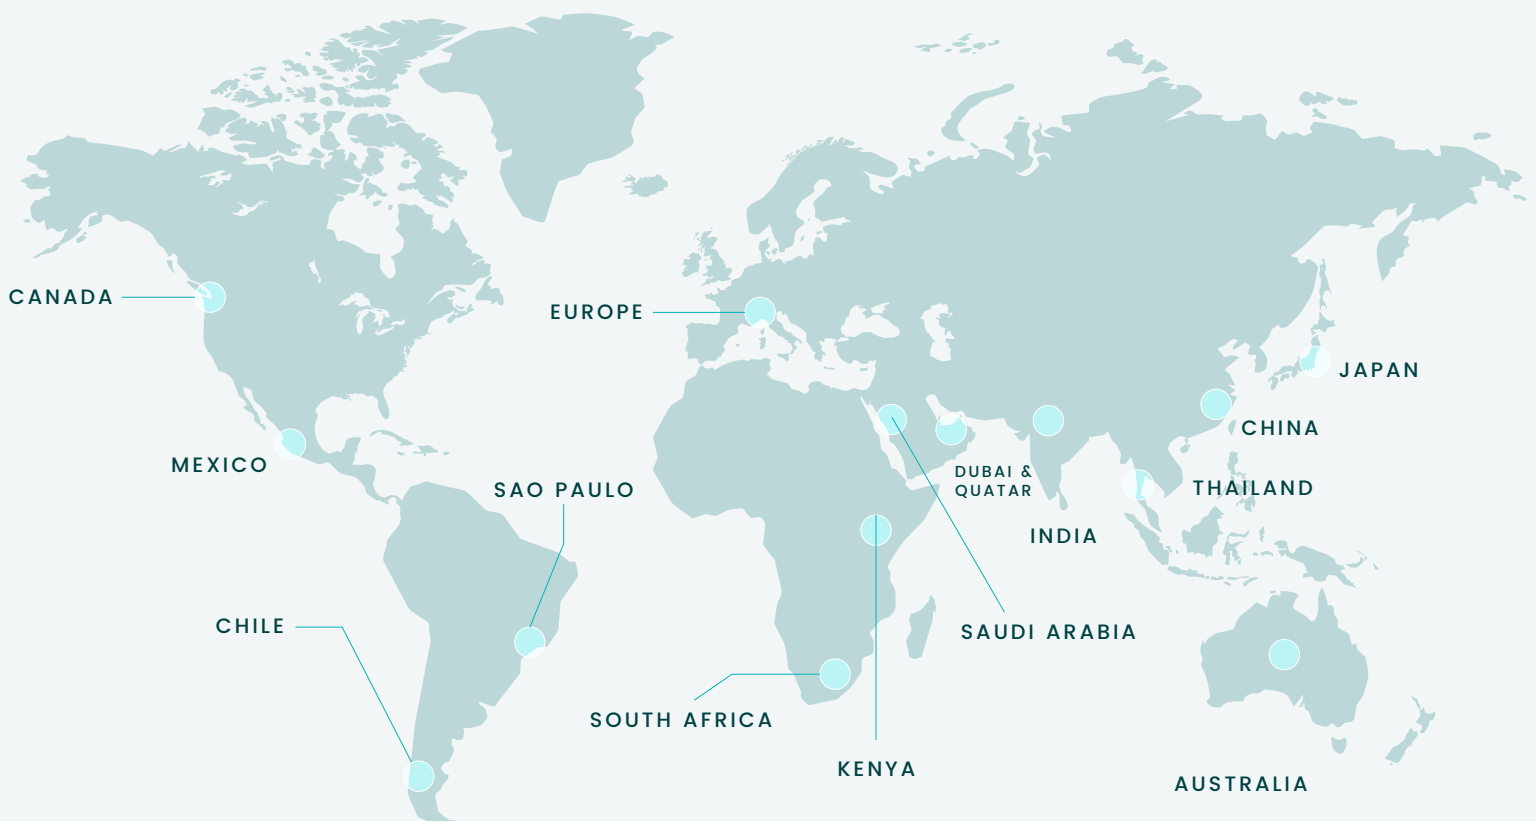 CANADA
EUROPE
JAPAN
CHINA
MEXICO
DUBAI &
QUATAR
SAO PAULO
THAILAND
INDIA
CHILE
SAUDI ARABIA
SOUTH AFRICA
KENYA
AUSTRALIA